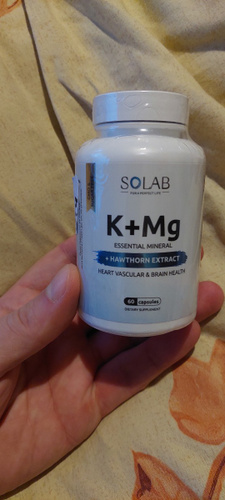 SOLAB
K+Mg
ESSENTIAL MINERAL
+ HAWTHORN EXTRACT
HEART VASCULAR & BRAIN HEALTH
60 capsules
DIETARY SUPPLEMENT